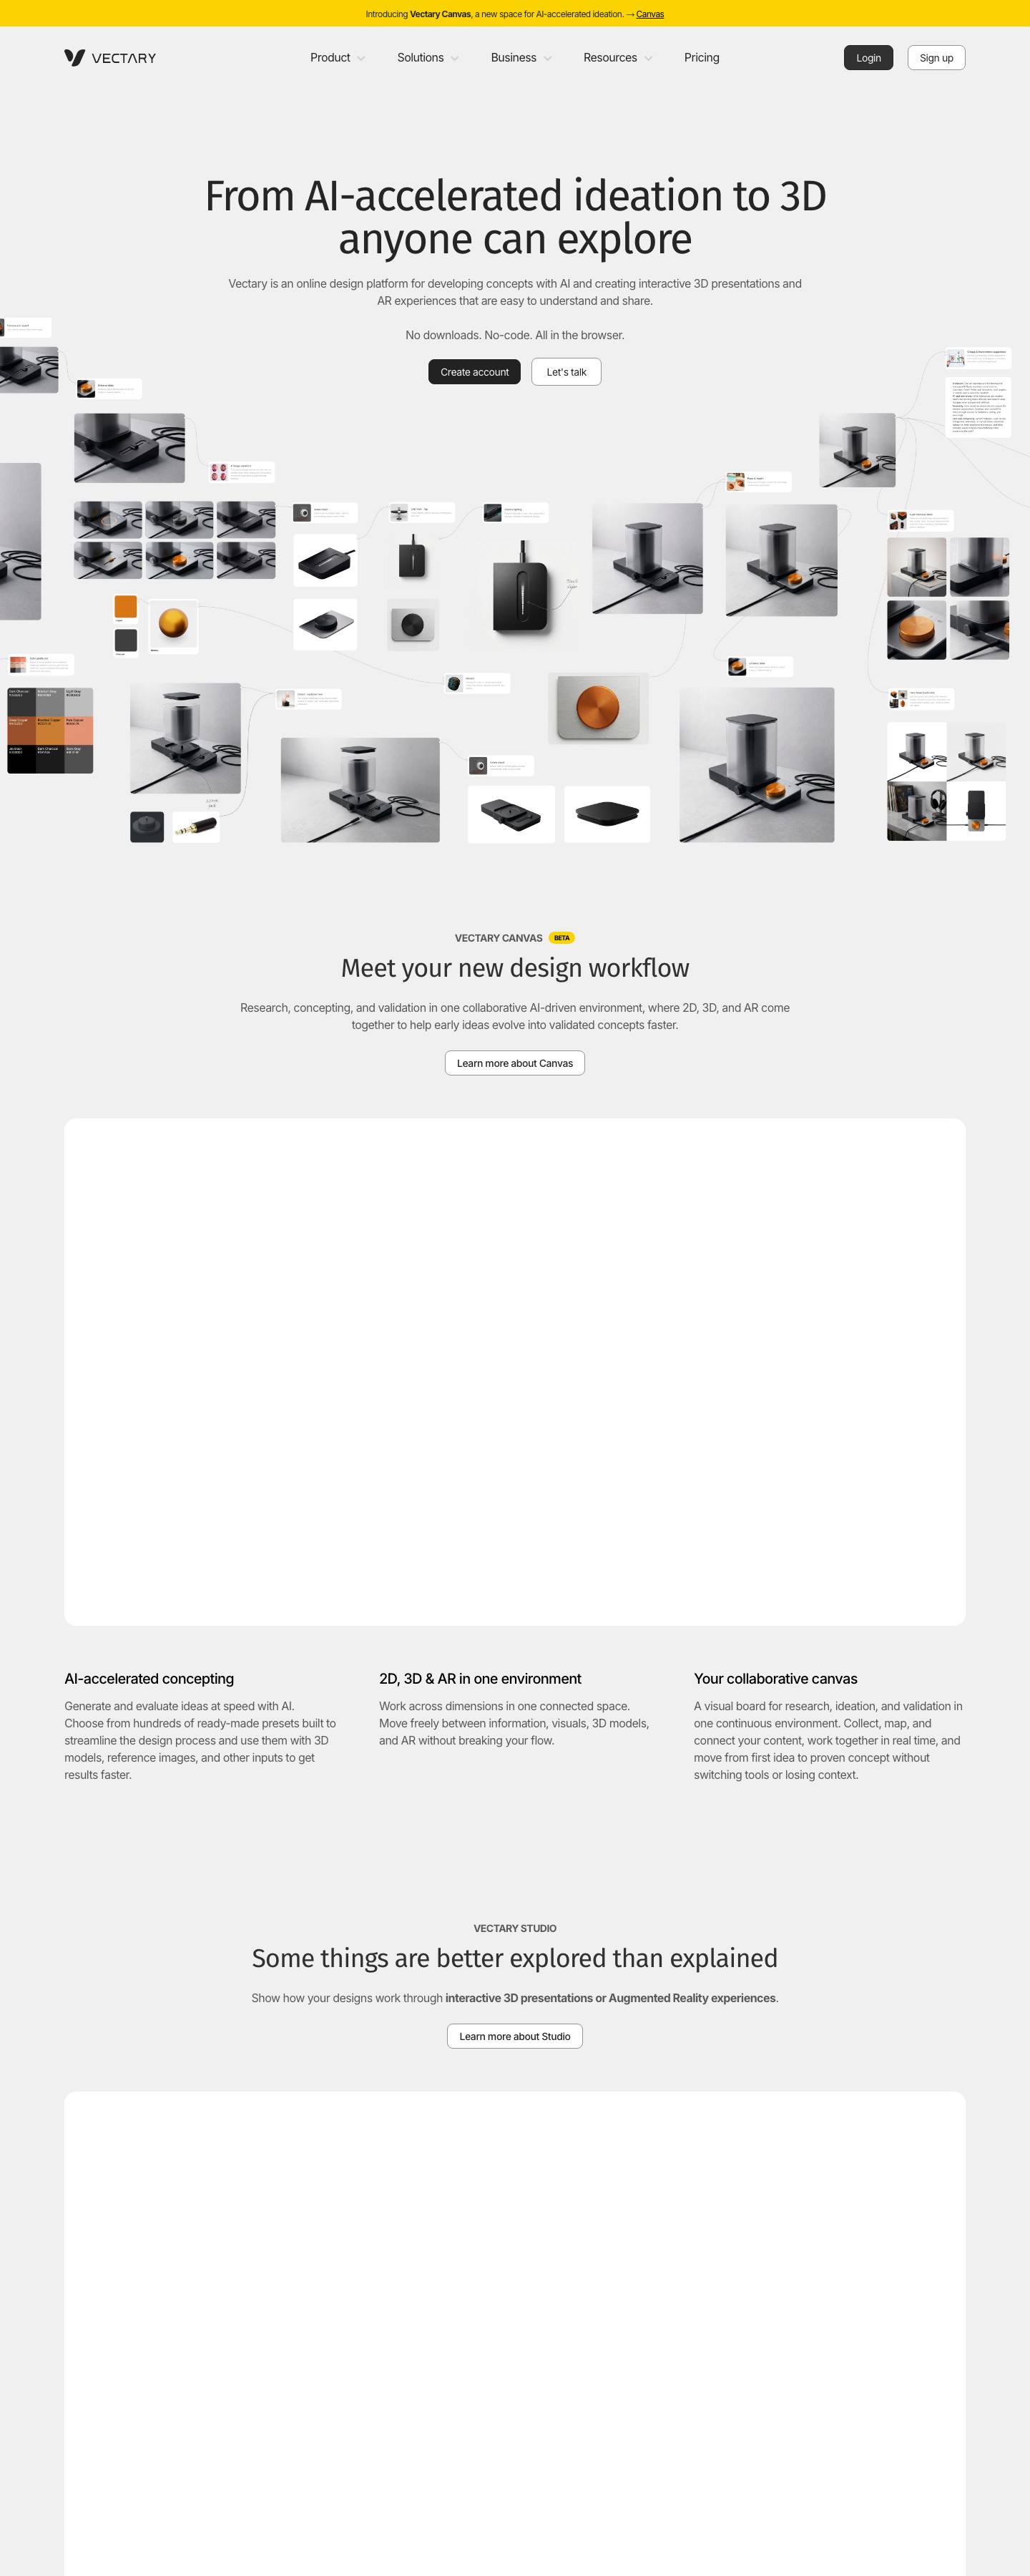 Introducing Vectary Canvas, a new space for AI-accelerated ideation. → Canvas
VECTARY
Product
Solutions
Business
Resources
Pricing
Login
Sign up
From AI-accelerated ideation to 3D
anyone can explore
Vectary is an online design platform for developing concepts with AI and creating interactive 3D presentations and
AR experiences that are easy to understand and share.
No downloads. No-code. All in the browser.
Create account
Let's talk
VECTARY CANVAS
BETA
Meet your new design workflow
Research, concepting, and validation in one collaborative AI-driven environment, where 2D, 3D, and AR come
together to help early ideas evolve into validated concepts faster.
Learn more about Canvas
AI-accelerated concepting
Generate and evaluate ideas at speed with AI.
Choose from hundreds of ready-made presets built to
streamline the design process and use them with 3D
models, reference images, and other inputs to get
results faster.
2D, 3D & AR in one environment
Work across dimensions in one connected space.
Move freely between information, visuals, 3D models,
and AR without breaking your flow.
Your collaborative canvas
A visual board for research, ideation, and validation in
one continuous environment. Collect, map, and
connect your content, work together in real time, and
move from first idea to proven concept without
switching tools or losing context.
VECTARY STUDIO
Some things are better explored than explained
Show how your designs work through interactive 3D presentations or Augmented Reality experiences.
Learn more about Studio